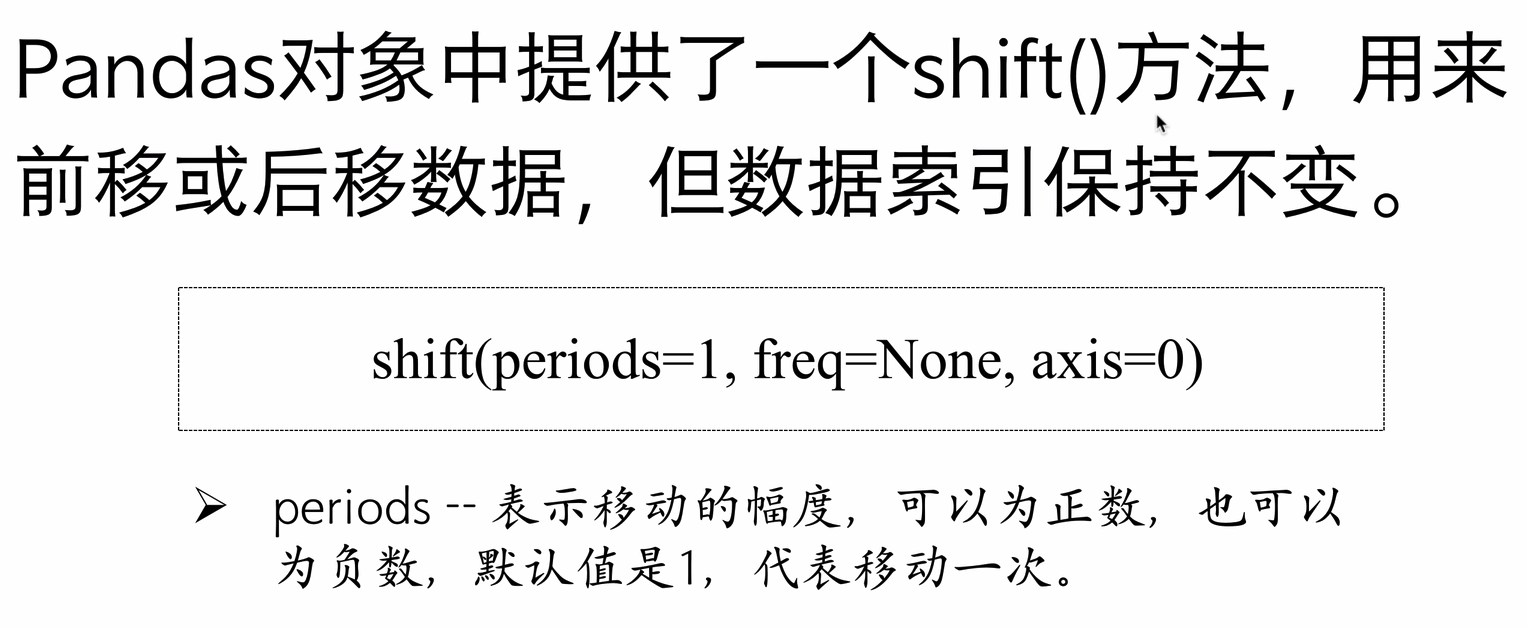 Pandas对象中提供了一个shift()方法，用来
前移或后移数据，但数据索引保持不变。
shift(periods=1, freq=None, axis=0)
➢ periods -- 表示移动的幅度，可以为正数，也可以
为负数，默认值是1，代表移动一次。